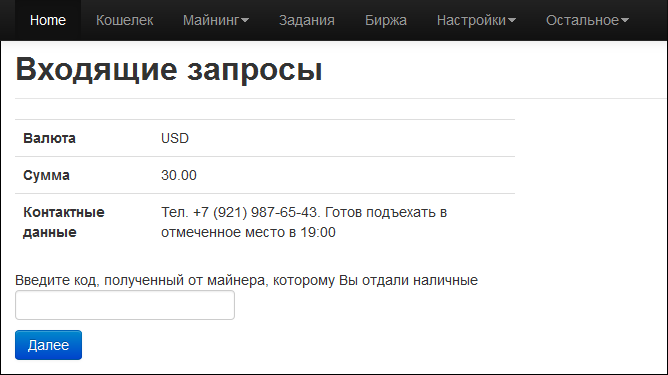 Home Кошелек Майнинг Задания Биржа Настройки Остальное
Входящие запросы
Валюта USD
Сумма 30.00
Контактные данные Тел. +7 (921) 987-65-43. Готов подъехать в
отмеченное место в 19:00
Введите код, полученный от майнера, которому Вы отдали наличные
Далее